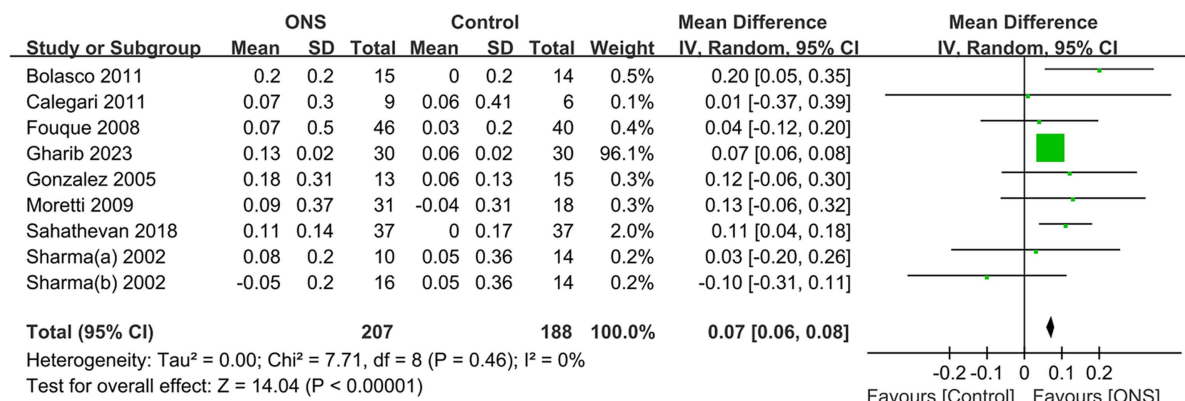 ONS Control Mean Difference Mean Difference
Study or Subgroup Mean SD Total Mean SD Total Weight IV, Random, 95% CI IV, Random, 95% CI
Bolasco 2011 0.2 0.2 15 0 0.2 14 0.5% 0.20 [0.05, 0.35]
Calegari 2011 0.07 0.3 9 0.06 0.41 6 0.1% 0.01 [-0.37, 0.39]
Fouque 2008 0.07 0.5 46 0.03 0.2 40 0.4% 0.04 [-0.12, 0.20]
Gharib 2023 0.13 0.02 30 0.06 0.02 30 96.1% 0.07 [0.06, 0.08]
Gonzalez 2005 0.18 0.31 13 0.06 0.13 15 0.3% 0.12 [-0.06, 0.30]
Moretti 2009 0.09 0.37 31 -0.04 0.31 18 0.3% 0.13 [-0.06, 0.32]
Sahathevan 2018 0.11 0.14 37 0 0.17 37 2.0% 0.11 [0.04, 0.18]
Sharma(a) 2002 0.08 0.2 10 0.05 0.36 14 0.2% 0.03 [-0.20, 0.26]
Sharma(b) 2002 -0.05 0.2 16 0.05 0.36 14 0.2% -0.10 [-0.31, 0.11]
Total (95% CI) 207 188 100.0% 0.07 [0.06, 0.08]
Heterogeneity: Tau² = 0.00; Chi² = 7.71, df = 8 (P = 0.46); I² = 0%
Test for overall effect: Z = 14.04 (P < 0.00001)
-0.2 -0.1 0 0.1 0.2
Favours [Control] Favours [ONS]